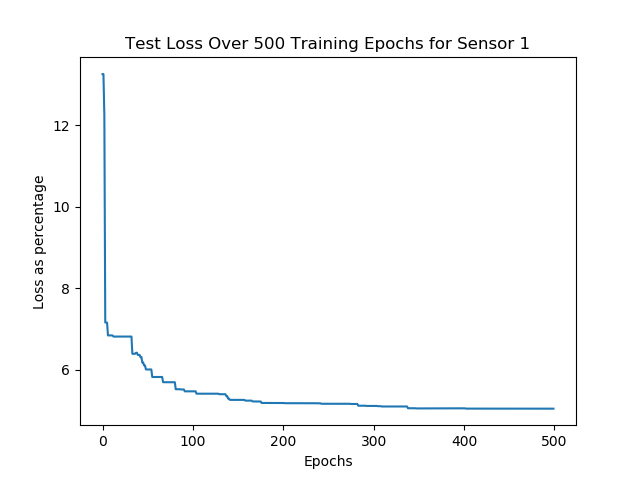 Test Loss Over 500 Training Epochs for Sensor 1
Loss as percentage
12
10
8
6
0 100 200 300 400 500
Epochs